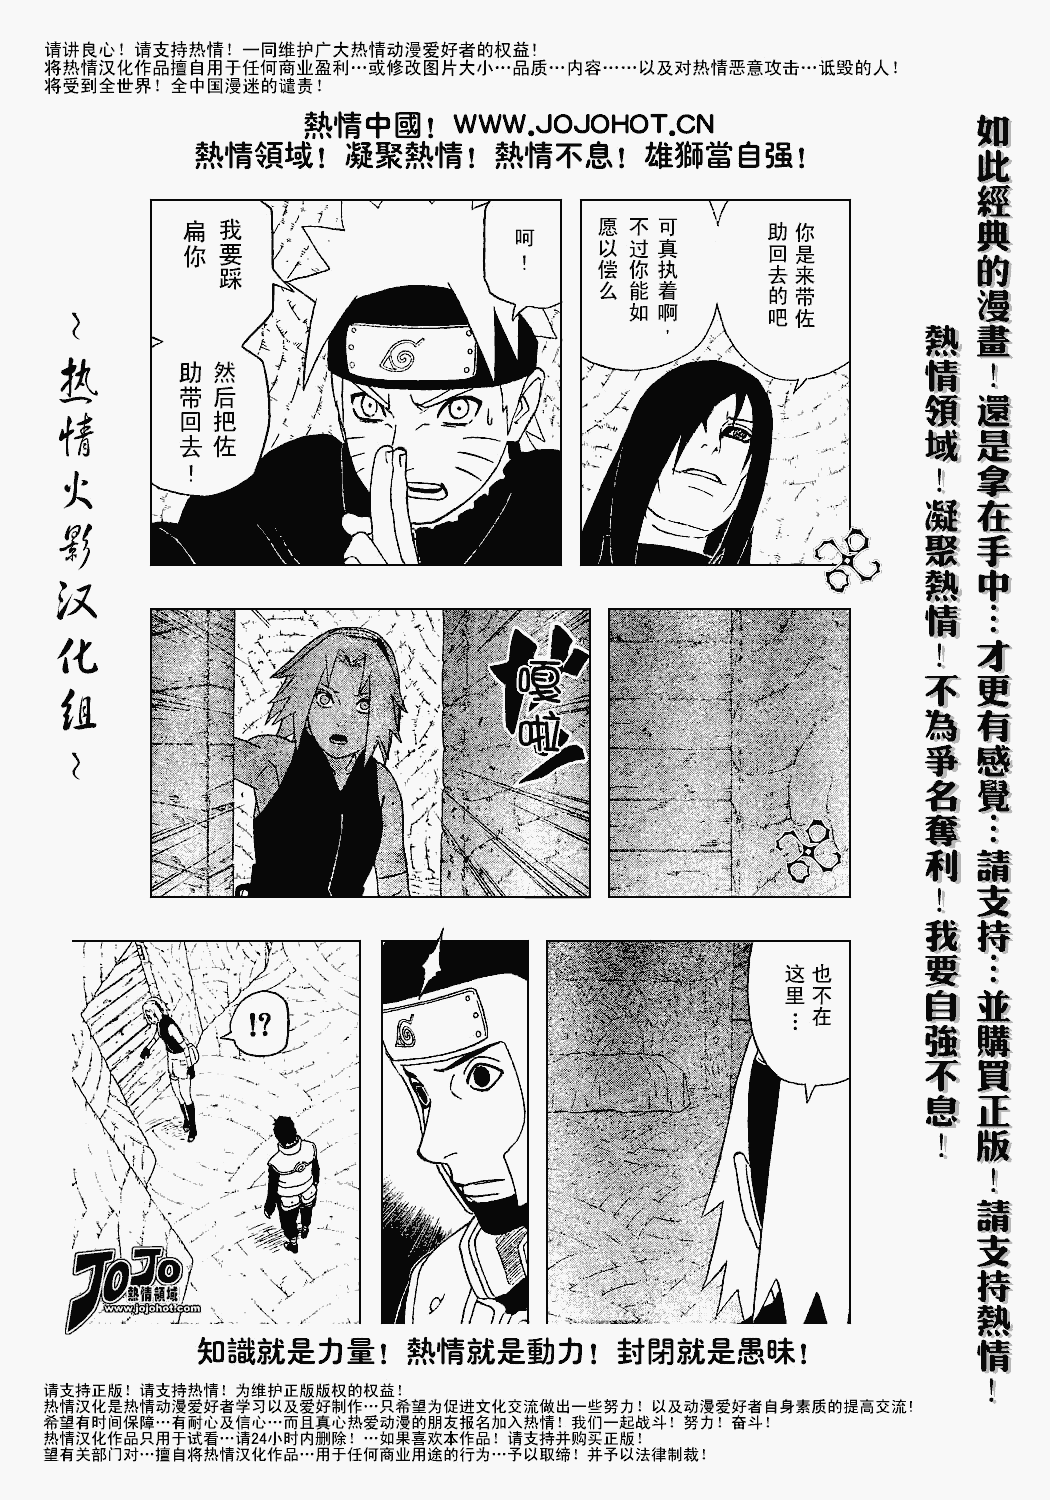 请讲良心！请支持热情！一同维护广大热情动漫爱好者的权益！
将热情汉化作品擅自用于任何商业盈利…或修改图片大小…品质…内容……以及对热情恶意攻击…诋毁的人！
将受到全世界！全中国漫迷的谴责！
熱情中國！WWW.JOJOHOT.CN
熱情領域！凝聚熱情！熱情不息！雄獅當自强！
如此經典的漫畫！還是拿在手中…才更有感覺…請支持…並購買正版！請支持熱情！
熱情領域！凝聚熱情！不為爭名奪利！我要自強不息！
你是来带佐
助回去的吧
可真执着啊，
不过你能如
愿以偿么
呵！
我要踩
扁你
然后把佐
助带回去！
~热情火影汉化组~
嘎
啦
也不在
这里…
!?
JOJO
熱情領域
www.jojohot.com
知識就是力量！熱情就是動力！封閉就是愚昧！
请支持正版！请支持热情！为维护正版版权的权益！
热情汉化是热情动漫爱好者学习以及爱好制作…只希望为促进文化交流做出一些努力！以及动漫爱好者自身素质的提高交流！
希望有时间保障…有耐心及信心…而且真心热爱动漫的朋友报名加入热情！我们一起战斗！努力！奋斗！
热情汉化作品只用于试看…请24小时内删除！…如果喜欢本作品！请支持并购买正版！
望有关部门对…擅自将热情汉化作品…用于任何商业用途的行为…予以取缔！并予以法律制裁！